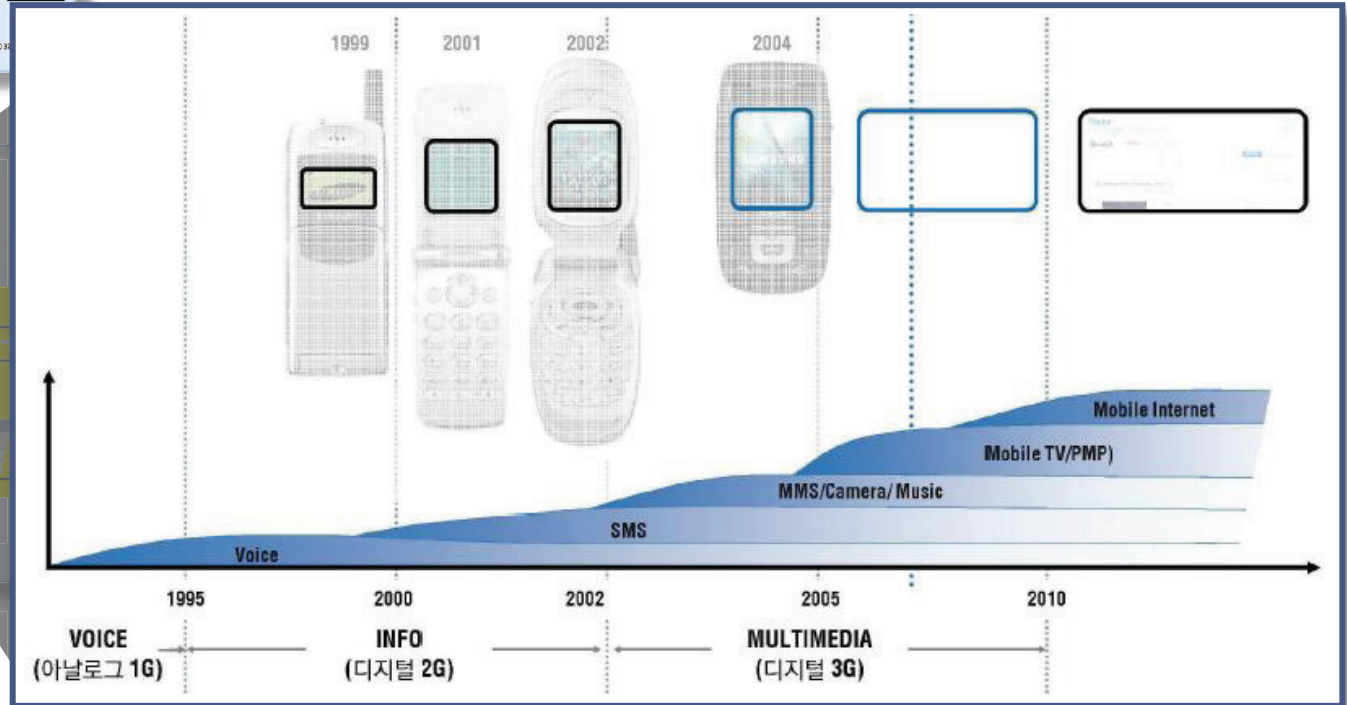 1999
2001
2002
2004
Mobile Internet
Mobile TV/PMP)
MMS/Camera/ Music
SMS
Voice
1995
2000
2002
2005
2010
VOICE
(아날로그 1G)
INFO
(디지털 2G)
MULTIMEDIA
(디지털 3G)